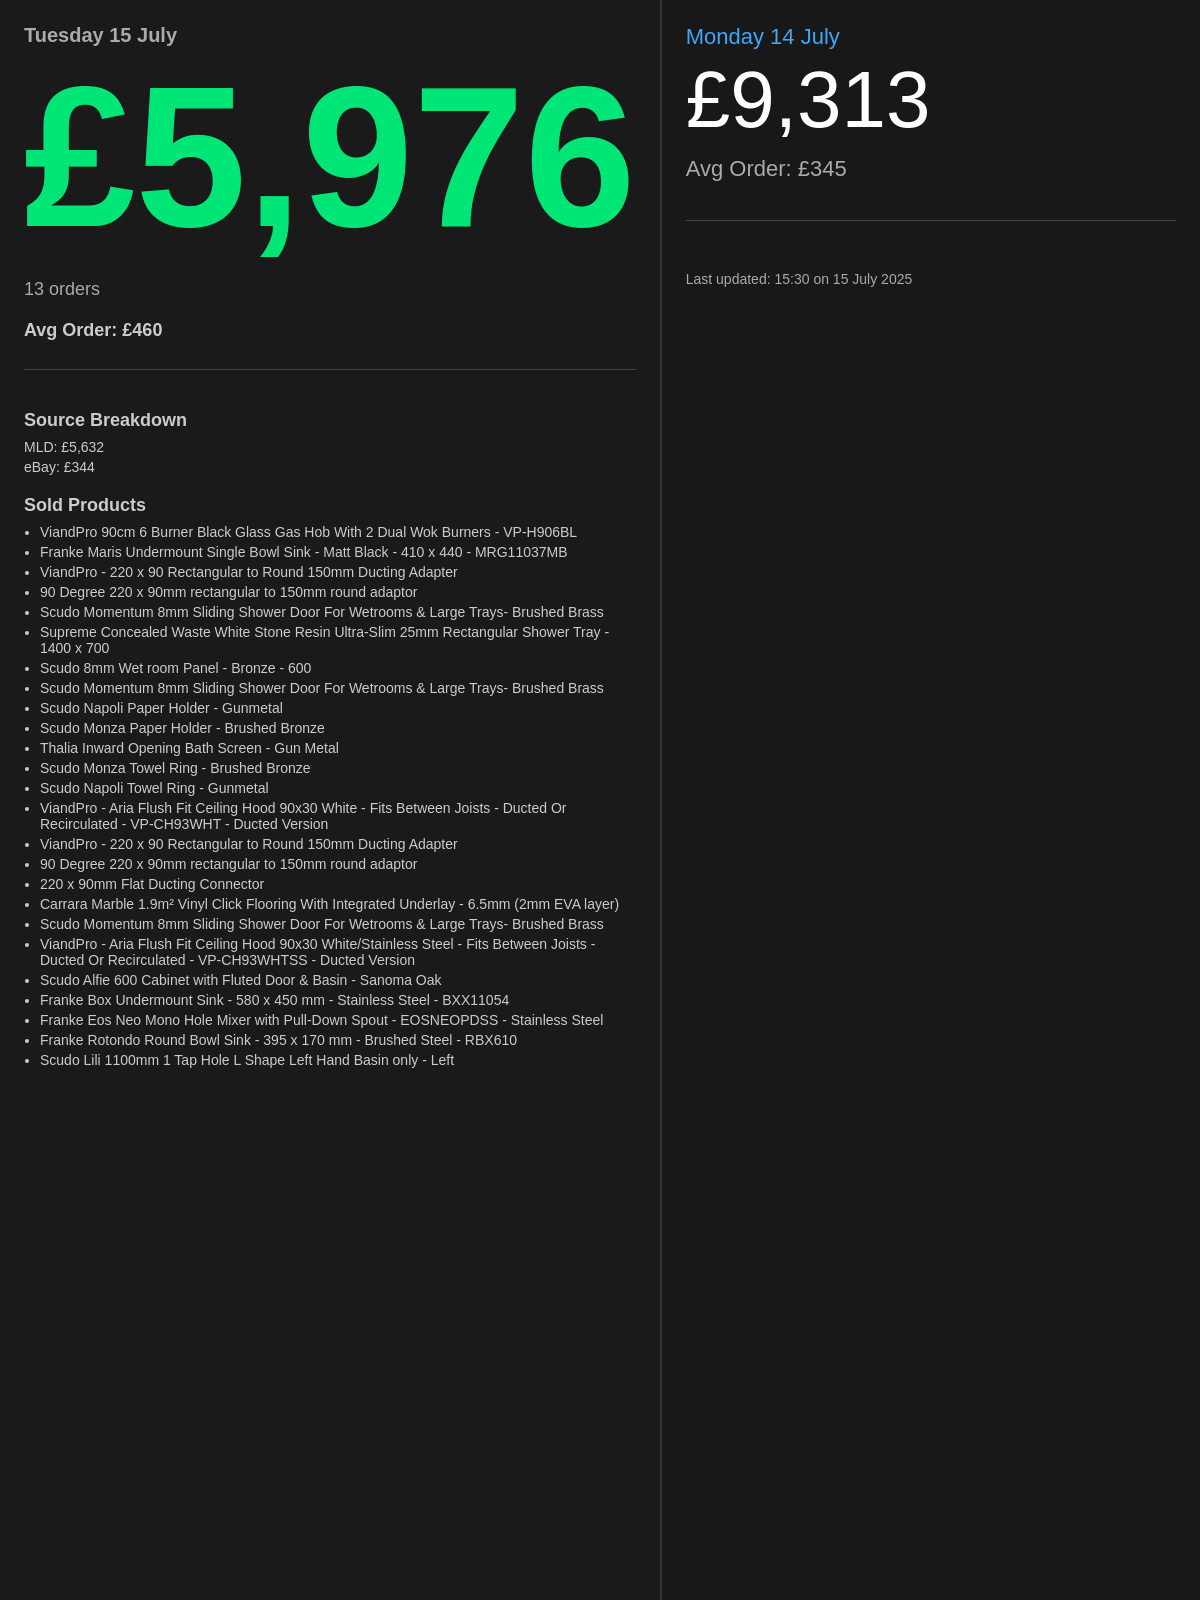 Tuesday 15 July
£5,976
13 orders
Avg Order: £460
Source Breakdown
MLD: £5,632
eBay: £344
Sold Products
• ViandPro 90cm 6 Burner Black Glass Gas Hob With 2 Dual Wok Burners - VP-H906BL
• Franke Maris Undermount Single Bowl Sink - Matt Black - 410 x 440 - MRG11037MB
• ViandPro - 220 x 90 Rectangular to Round 150mm Ducting Adapter
• 90 Degree 220 x 90mm rectangular to 150mm round adaptor
• Scudo Momentum 8mm Sliding Shower Door For Wetrooms & Large Trays- Brushed Brass
• Supreme Concealed Waste White Stone Resin Ultra-Slim 25mm Rectangular Shower Tray -
1400 x 700
• Scudo 8mm Wet room Panel - Bronze - 600
• Scudo Momentum 8mm Sliding Shower Door For Wetrooms & Large Trays- Brushed Brass
• Scudo Napoli Paper Holder - Gunmetal
• Scudo Monza Paper Holder - Brushed Bronze
• Thalia Inward Opening Bath Screen - Gun Metal
• Scudo Monza Towel Ring - Brushed Bronze
• Scudo Napoli Towel Ring - Gunmetal
• ViandPro - Aria Flush Fit Ceiling Hood 90x30 White - Fits Between Joists - Ducted Or
Recirculated - VP-CH93WHT - Ducted Version
• ViandPro - 220 x 90 Rectangular to Round 150mm Ducting Adapter
• 90 Degree 220 x 90mm rectangular to 150mm round adaptor
• 220 x 90mm Flat Ducting Connector
• Carrara Marble 1.9m² Vinyl Click Flooring With Integrated Underlay - 6.5mm (2mm EVA layer)
• Scudo Momentum 8mm Sliding Shower Door For Wetrooms & Large Trays- Brushed Brass
• ViandPro - Aria Flush Fit Ceiling Hood 90x30 White/Stainless Steel - Fits Between Joists -
Ducted Or Recirculated - VP-CH93WHTSS - Ducted Version
• Scudo Alfie 600 Cabinet with Fluted Door & Basin - Sanoma Oak
• Franke Box Undermount Sink - 580 x 450 mm - Stainless Steel - BXX11054
• Franke Eos Neo Mono Hole Mixer with Pull-Down Spout - EOSNEOPDSS - Stainless Steel
• Franke Rotondo Round Bowl Sink - 395 x 170 mm - Brushed Steel - RBX610
• Scudo Lili 1100mm 1 Tap Hole L Shape Left Hand Basin only - Left
Monday 14 July
£9,313
Avg Order: £345
Last updated: 15:30 on 15 July 2025